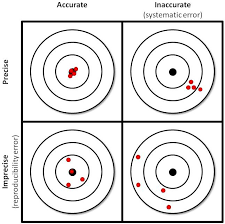 Accurate
Inaccurate
(systematic error)
Precise
Imprecise
(reproducibility error)